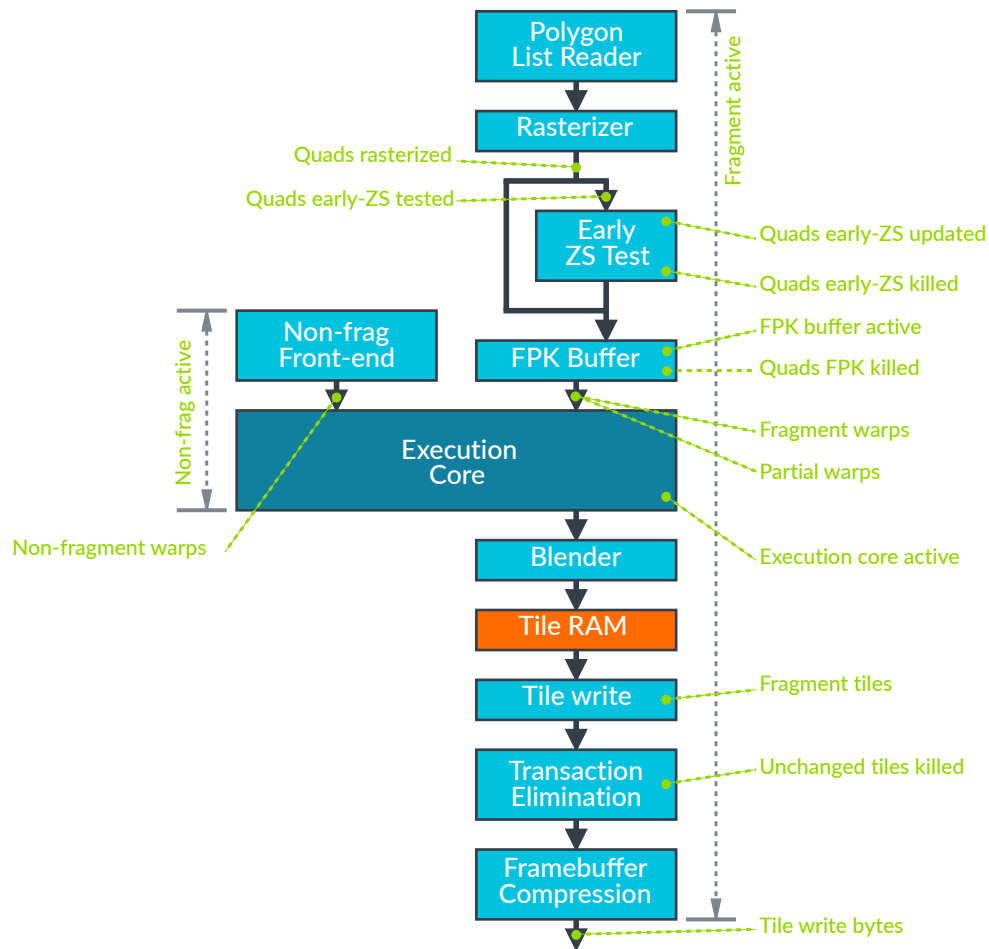 Polygon
List Reader
Fragment active
Rasterizer
Quads rasterized
Quads early-ZS tested
Early
ZS Test
Quads early-ZS updated
Quads early-ZS killed
Non-frag
Front-end
Non-frag active
FPK Buffer
FPK buffer active
Quads FPK killed
Fragment warps
Partial warps
Execution
Core
Non-fragment warps
Execution core active
Blender
Tile RAM
Tile write
Fragment tiles
Transaction
Elimination
Unchanged tiles killed
Framebuffer
Compression
Tile write bytes